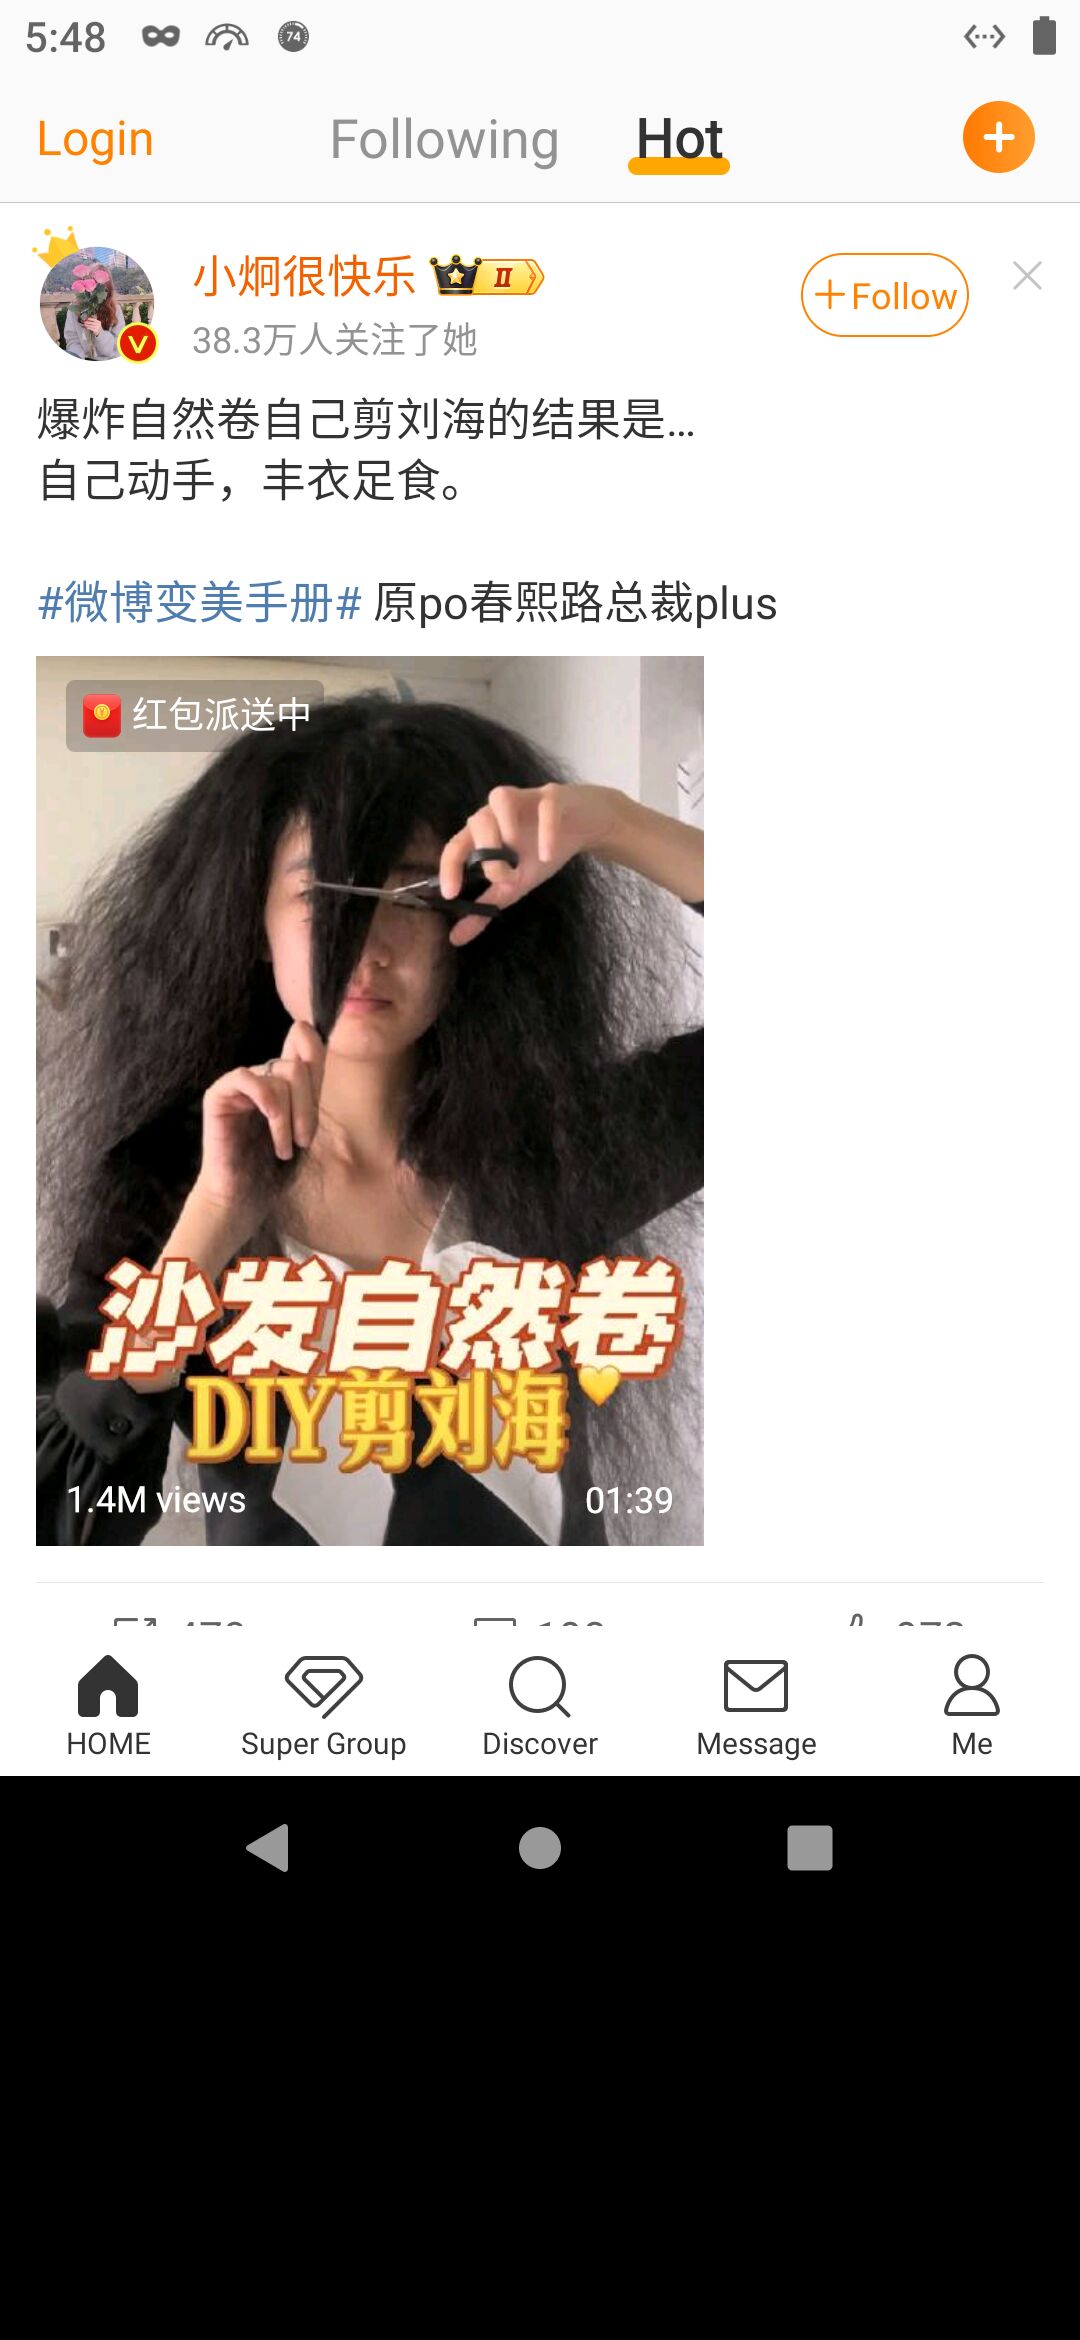 5:48
74
Login
Following
Hot
小炯很快乐
II
+Follow
38.3万人关注了她
爆炸自然卷自己剪刘海的结果是...
自己动手，丰衣足食。
#微博变美手册# 原po春熙路总裁plus
红包派送中
沙发自然卷
DIY剪刘海
1.4M views
01:39
HOME
Super Group
Discover
Message
Me